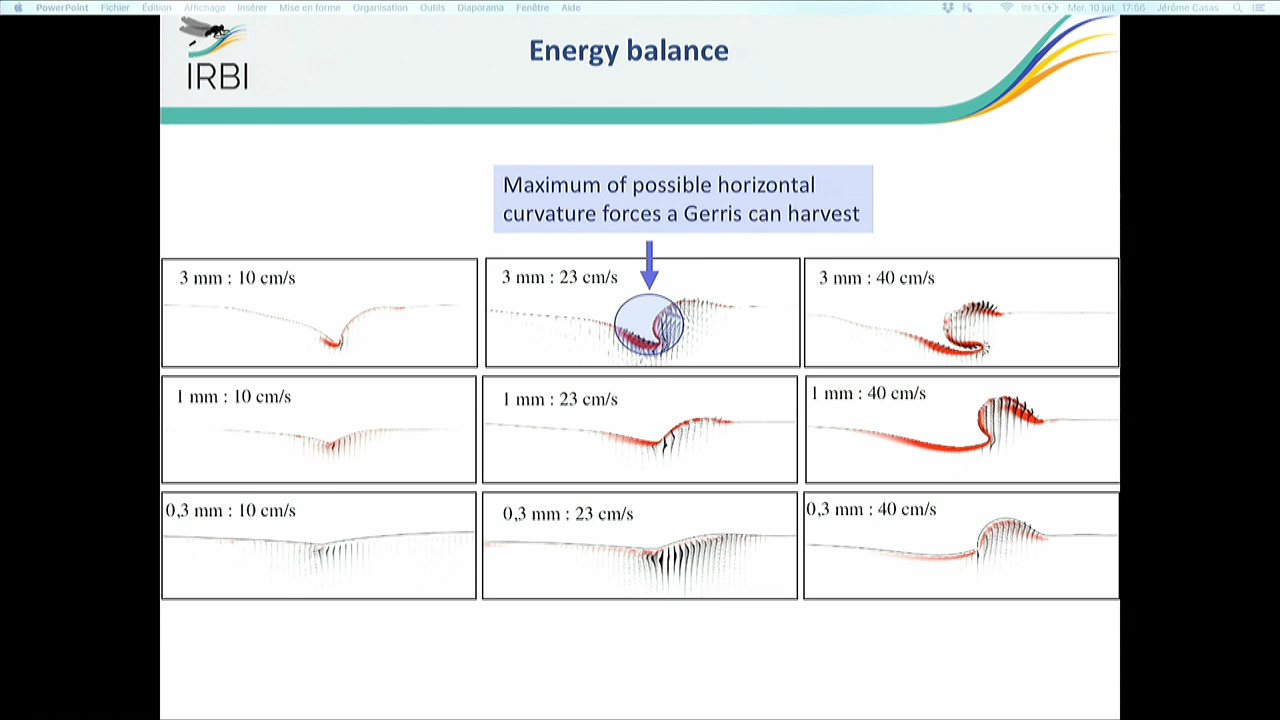 PowerPoint Fichier Édition Affichage Insérer Mise en forme Organisation Outils Diaporama Fenêtre Aide 99 % Mer. 10 juil. 17:56 Jérôme Casas
IRBI
Energy balance
Maximum of possible horizontal
curvature forces a Gerris can harvest
3 mm : 10 cm/s
3 mm : 23 cm/s
3 mm : 40 cm/s
1 mm : 10 cm/s
1 mm : 23 cm/s
1 mm : 40 cm/s
0,3 mm : 10 cm/s
0,3 mm : 23 cm/s
0,3 mm : 40 cm/s